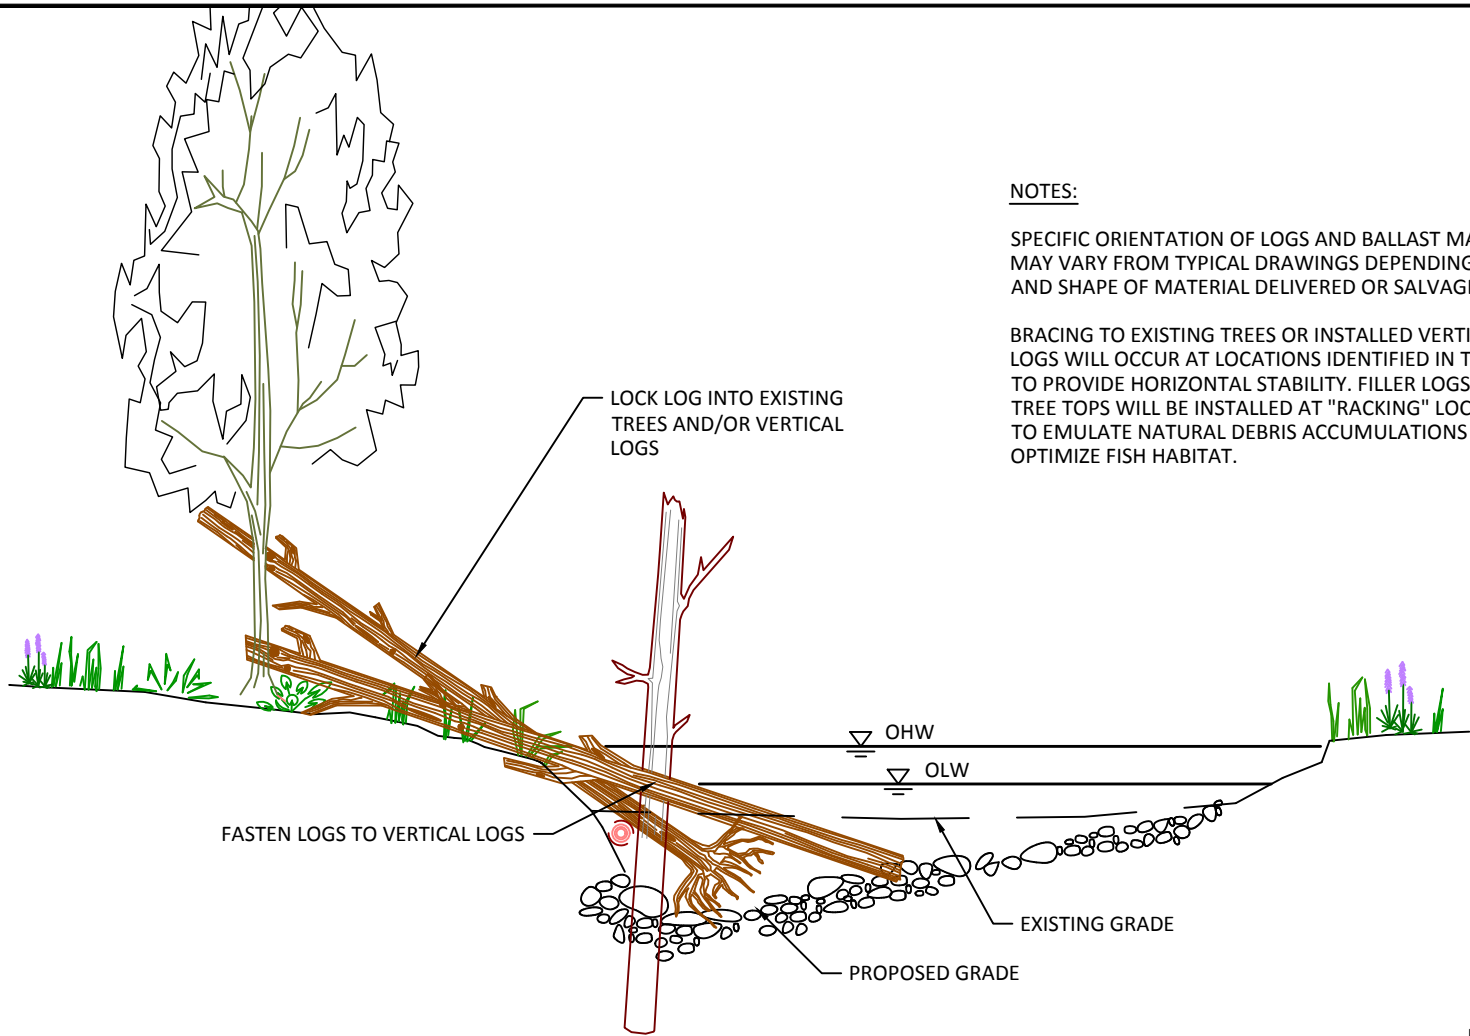 NOTES:
SPECIFIC ORIENTATION OF LOGS AND BALLAST
MAY VARY FROM TYPICAL DRAWINGS DEPENDING
AND SHAPE OF MATERIAL DELIVERED OR
BRACING TO EXISTING TREES OR INSTALLED
LOGS WILL OCCUR AT LOCATIONS IDENTIFIED IN
TO PROVIDE HORIZONTAL STABILITY. FILLER LOGS
TREE TOPS WILL BE INSTALLED AT "RACKING"
TO EMULATE NATURAL DEBRIS ACCUMULATIONS
OPTIMIZE FISH HABITAT.
LOCK LOG INTO EXISTING
TREES AND/OR VERTICAL
LOGS
OHW
OLW
FASTEN LOGS TO VERTICAL LOGS
EXISTING GRADE
PROPOSED GRADE